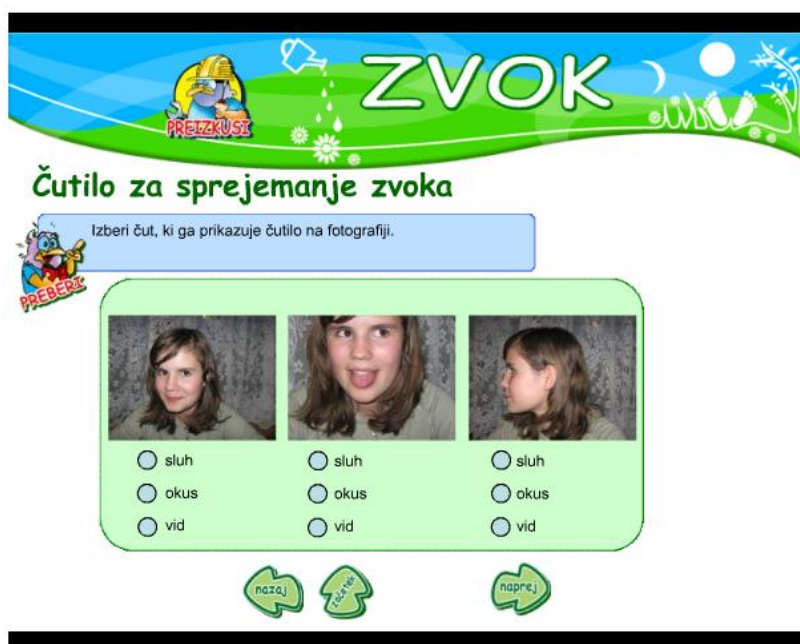 ZVOK
PREIZKUSI
Čutilo za sprejemanje zvoka
Izberi čut, ki ga prikazuje čutilo na fotografiji.
PREBERI
sluh
okus
vid
sluh
okus
vid
sluh
okus
vid
nazaj
začetek
naprej